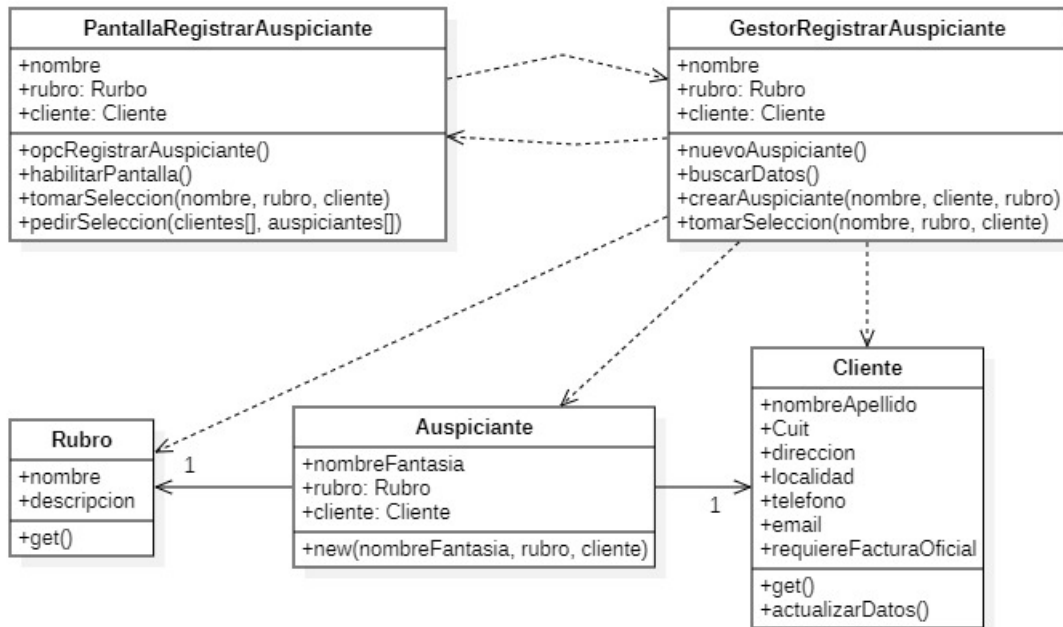 PantallaRegistrarAuspiciante
+nombre
+rubro: Rurbo
+cliente: Cliente
+opcRegistrarAuspiciante()
+habilitarPantalla()
+tomarSeleccion(nombre, rubro, cliente)
+pedirSeleccion(clientes[], auspiciantes[])
GestorRegistrarAuspiciante
+nombre
+rubro: Rubro
+cliente: Cliente
+nuevoAuspiciante()
+buscarDatos()
+crearAuspiciante(nombre, cliente, rubro)
+tomarSeleccion(nombre, rubro, cliente)
Rubro
+nombre
+descripcion
+get()
1
Auspiciante
+nombreFantasia
+rubro: Rubro
+cliente: Cliente
+new(nombreFantasia, rubro, cliente)
1
Cliente
+nombreApellido
+Cuit
+direccion
+localidad
+telefono
+email
+requiereFacturaOficial
+get()
+actualizarDatos()